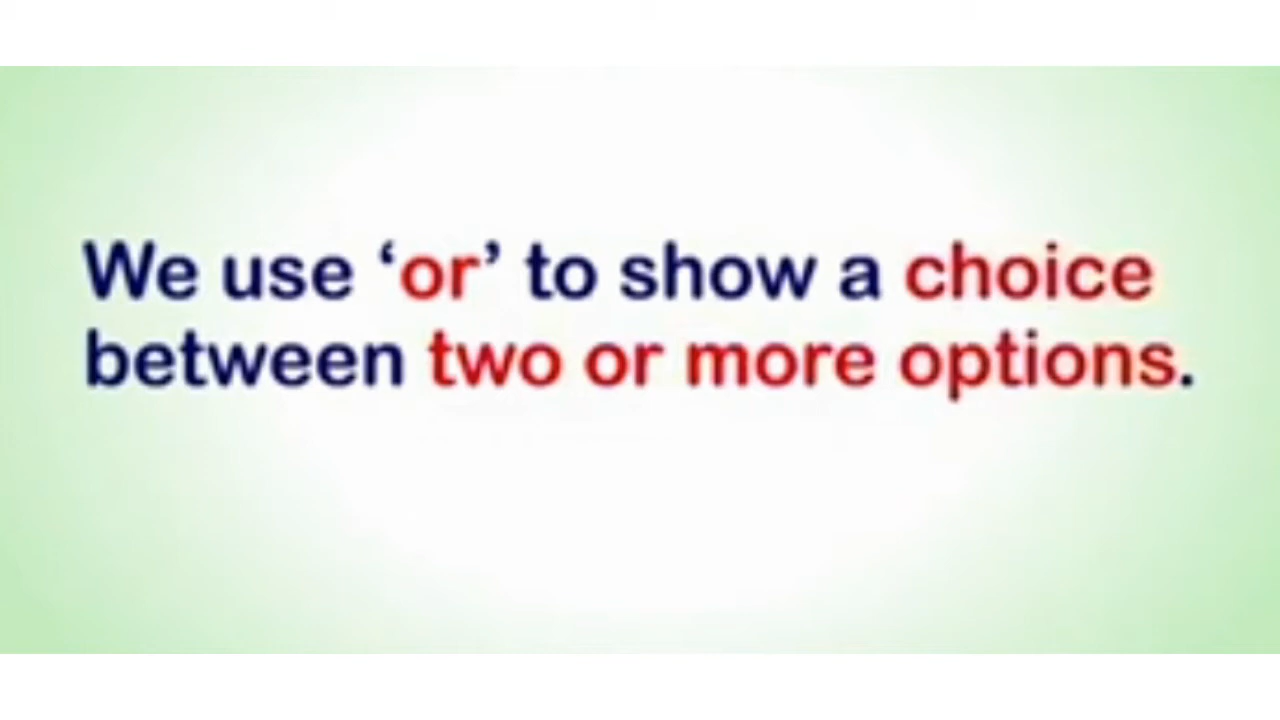 We use ‘or’ to show a choice
between two or more options.